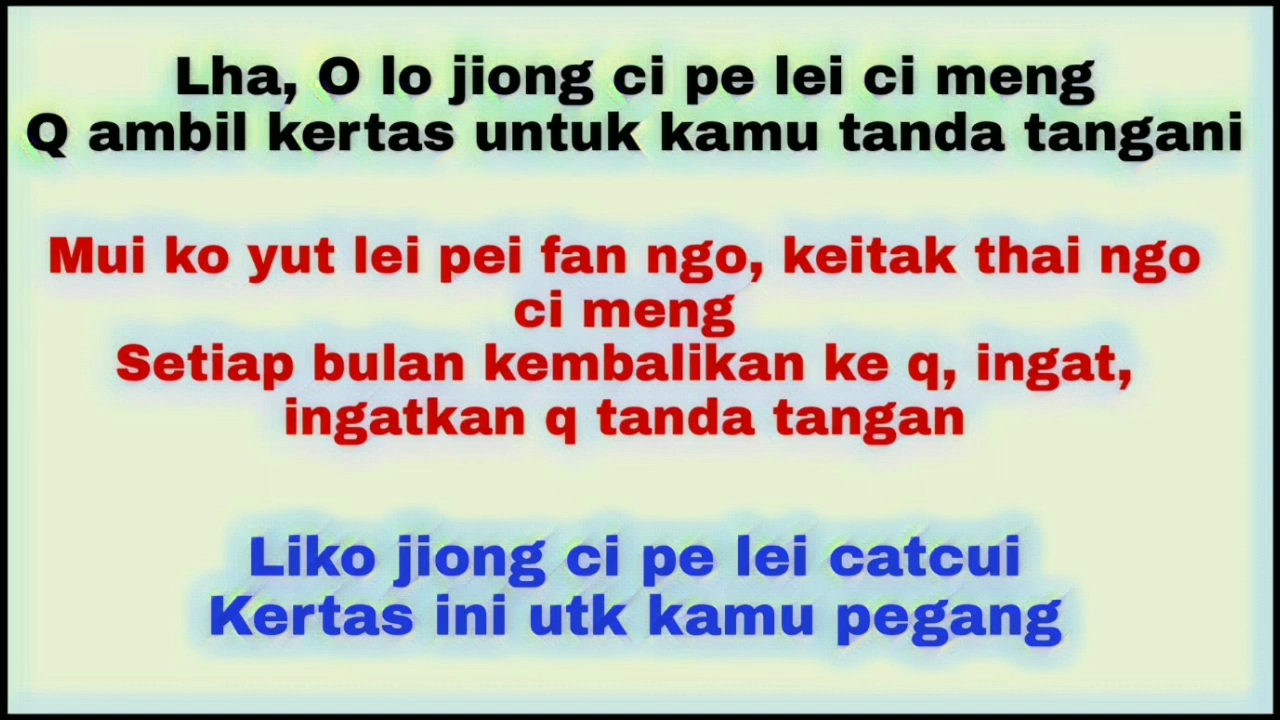 Lha, O lo jiong ci pe lei ci meng
Q ambil kertas untuk kamu tanda tangani
Mui ko yut lei pei fan ngo, keitak thai ngo
ci meng
Setiap bulan kembalikan ke q, ingat,
ingatkan q tanda tangan
Liko jiong ci pe lei catcui
Kertas ini utk kamu pegang